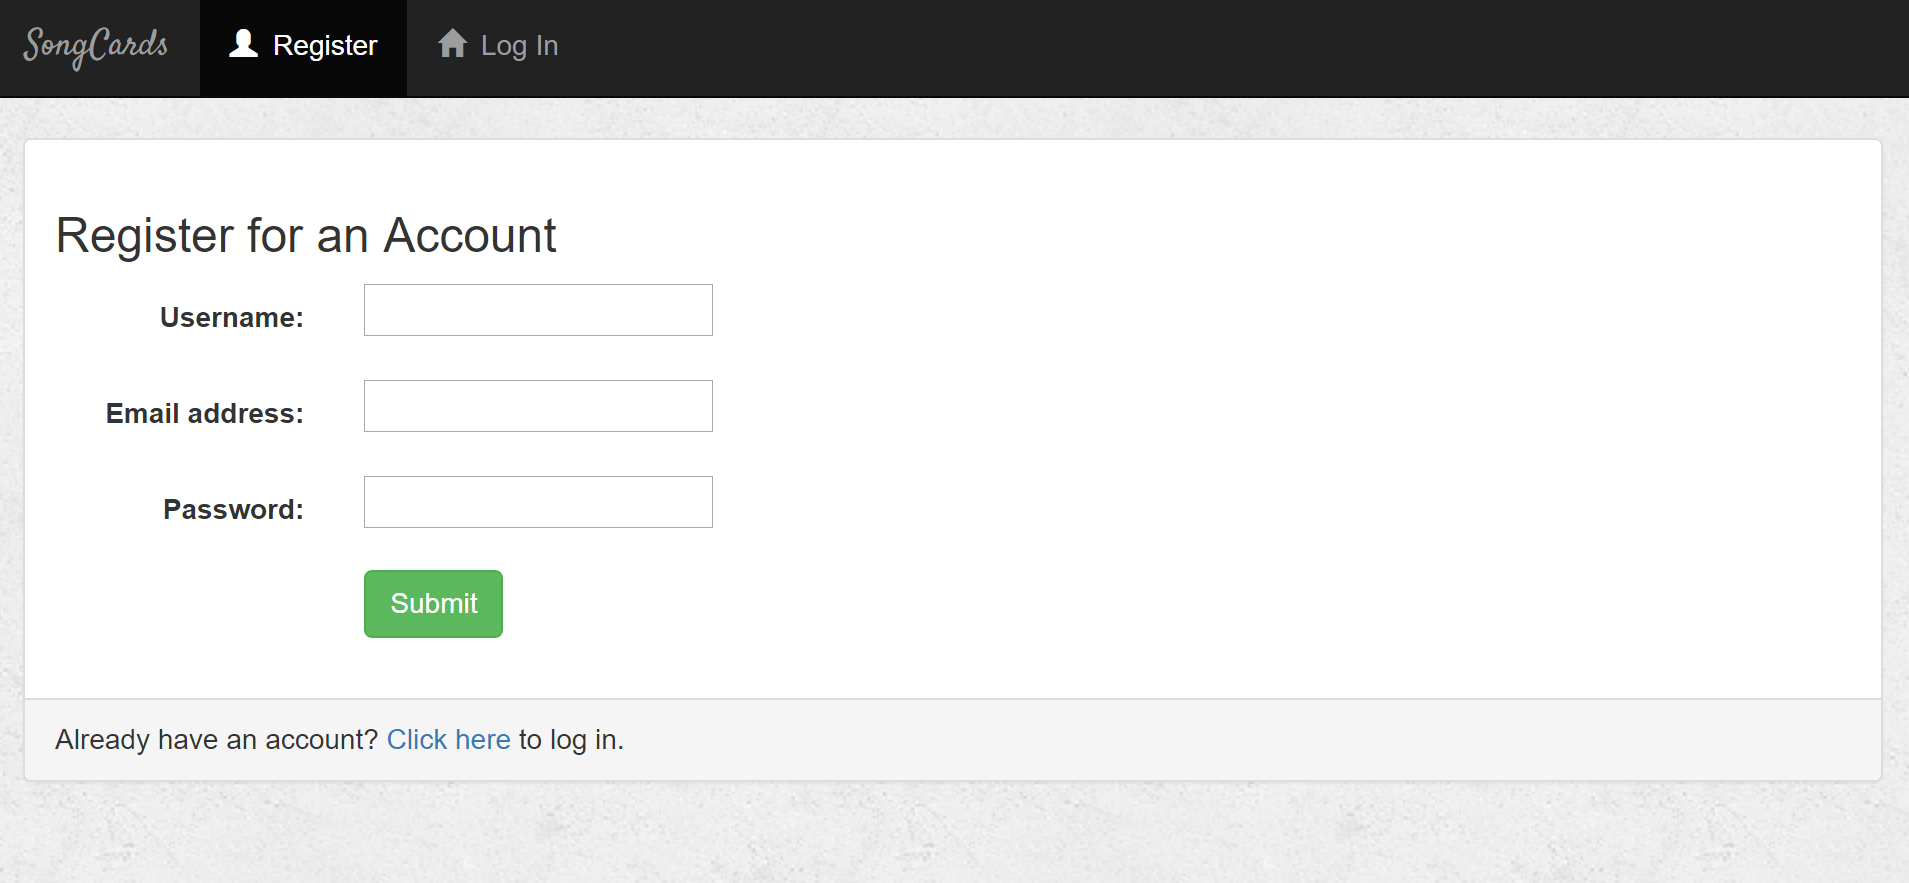 SongCards Register Log In
Register for an Account
Username:
Email address:
Password:
Submit
Already have an account? Click here to log in.